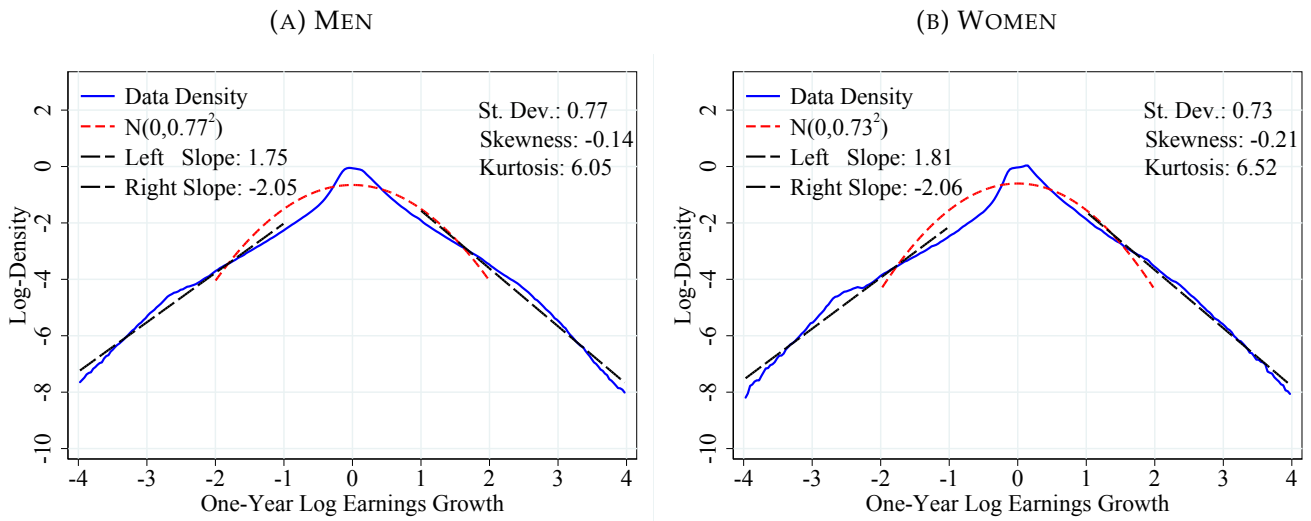 (A) MEN
Data Density
N(0,0.77²)
Left Slope: 1.75
Right Slope: -2.05
St. Dev.: 0.77
Skewness: -0.14
Kurtosis: 6.05
Log-Density
2
0
-2
-4
-6
-8
-10
-4 -3 -2 -1 0 1 2 3 4
One-Year Log Earnings Growth
(B) WOMEN
Data Density
N(0,0.73²)
Left Slope: 1.81
Right Slope: -2.06
St. Dev.: 0.73
Skewness: -0.21
Kurtosis: 6.52
Log-Density
2
0
-2
-4
-6
-8
-10
-4 -3 -2 -1 0 1 2 3 4
One-Year Log Earnings Growth